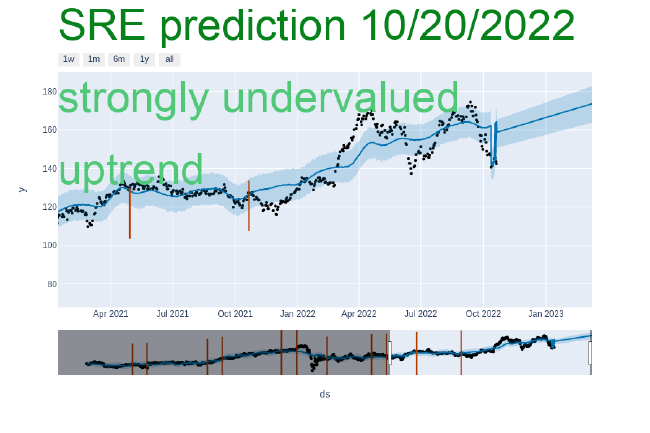 SRE prediction 10/20/2022
1w 1m 6m 1y all
strongly undervalued
uptrend
180
160
140
120
100
80
y
Apr 2021 Jul 2021 Oct 2021 Jan 2022 Apr 2022 Jul 2022 Oct 2022 Jan 2023
ds